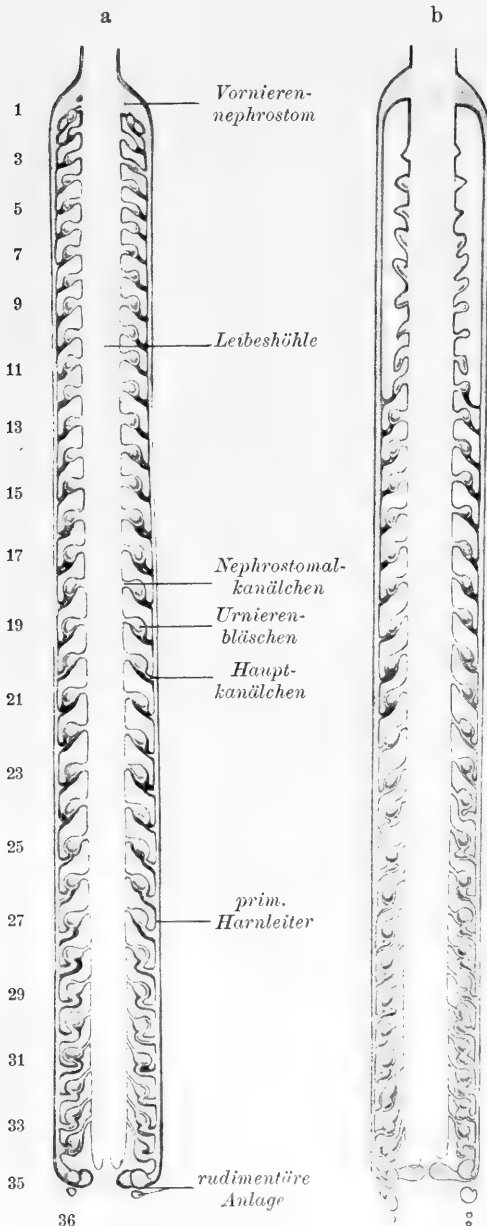 a b
Vornieren-
nephrostom
1
3
5
7
9
Leibeshöhle
11
13
15
17
Nephrostomal-
kanälchen
19
Urnieren-
bläschen
Haupt-
kanälchen
21
23
25
prim.
Harnleiter
27
29
31
33
35
rudimentäre
Anlage
36